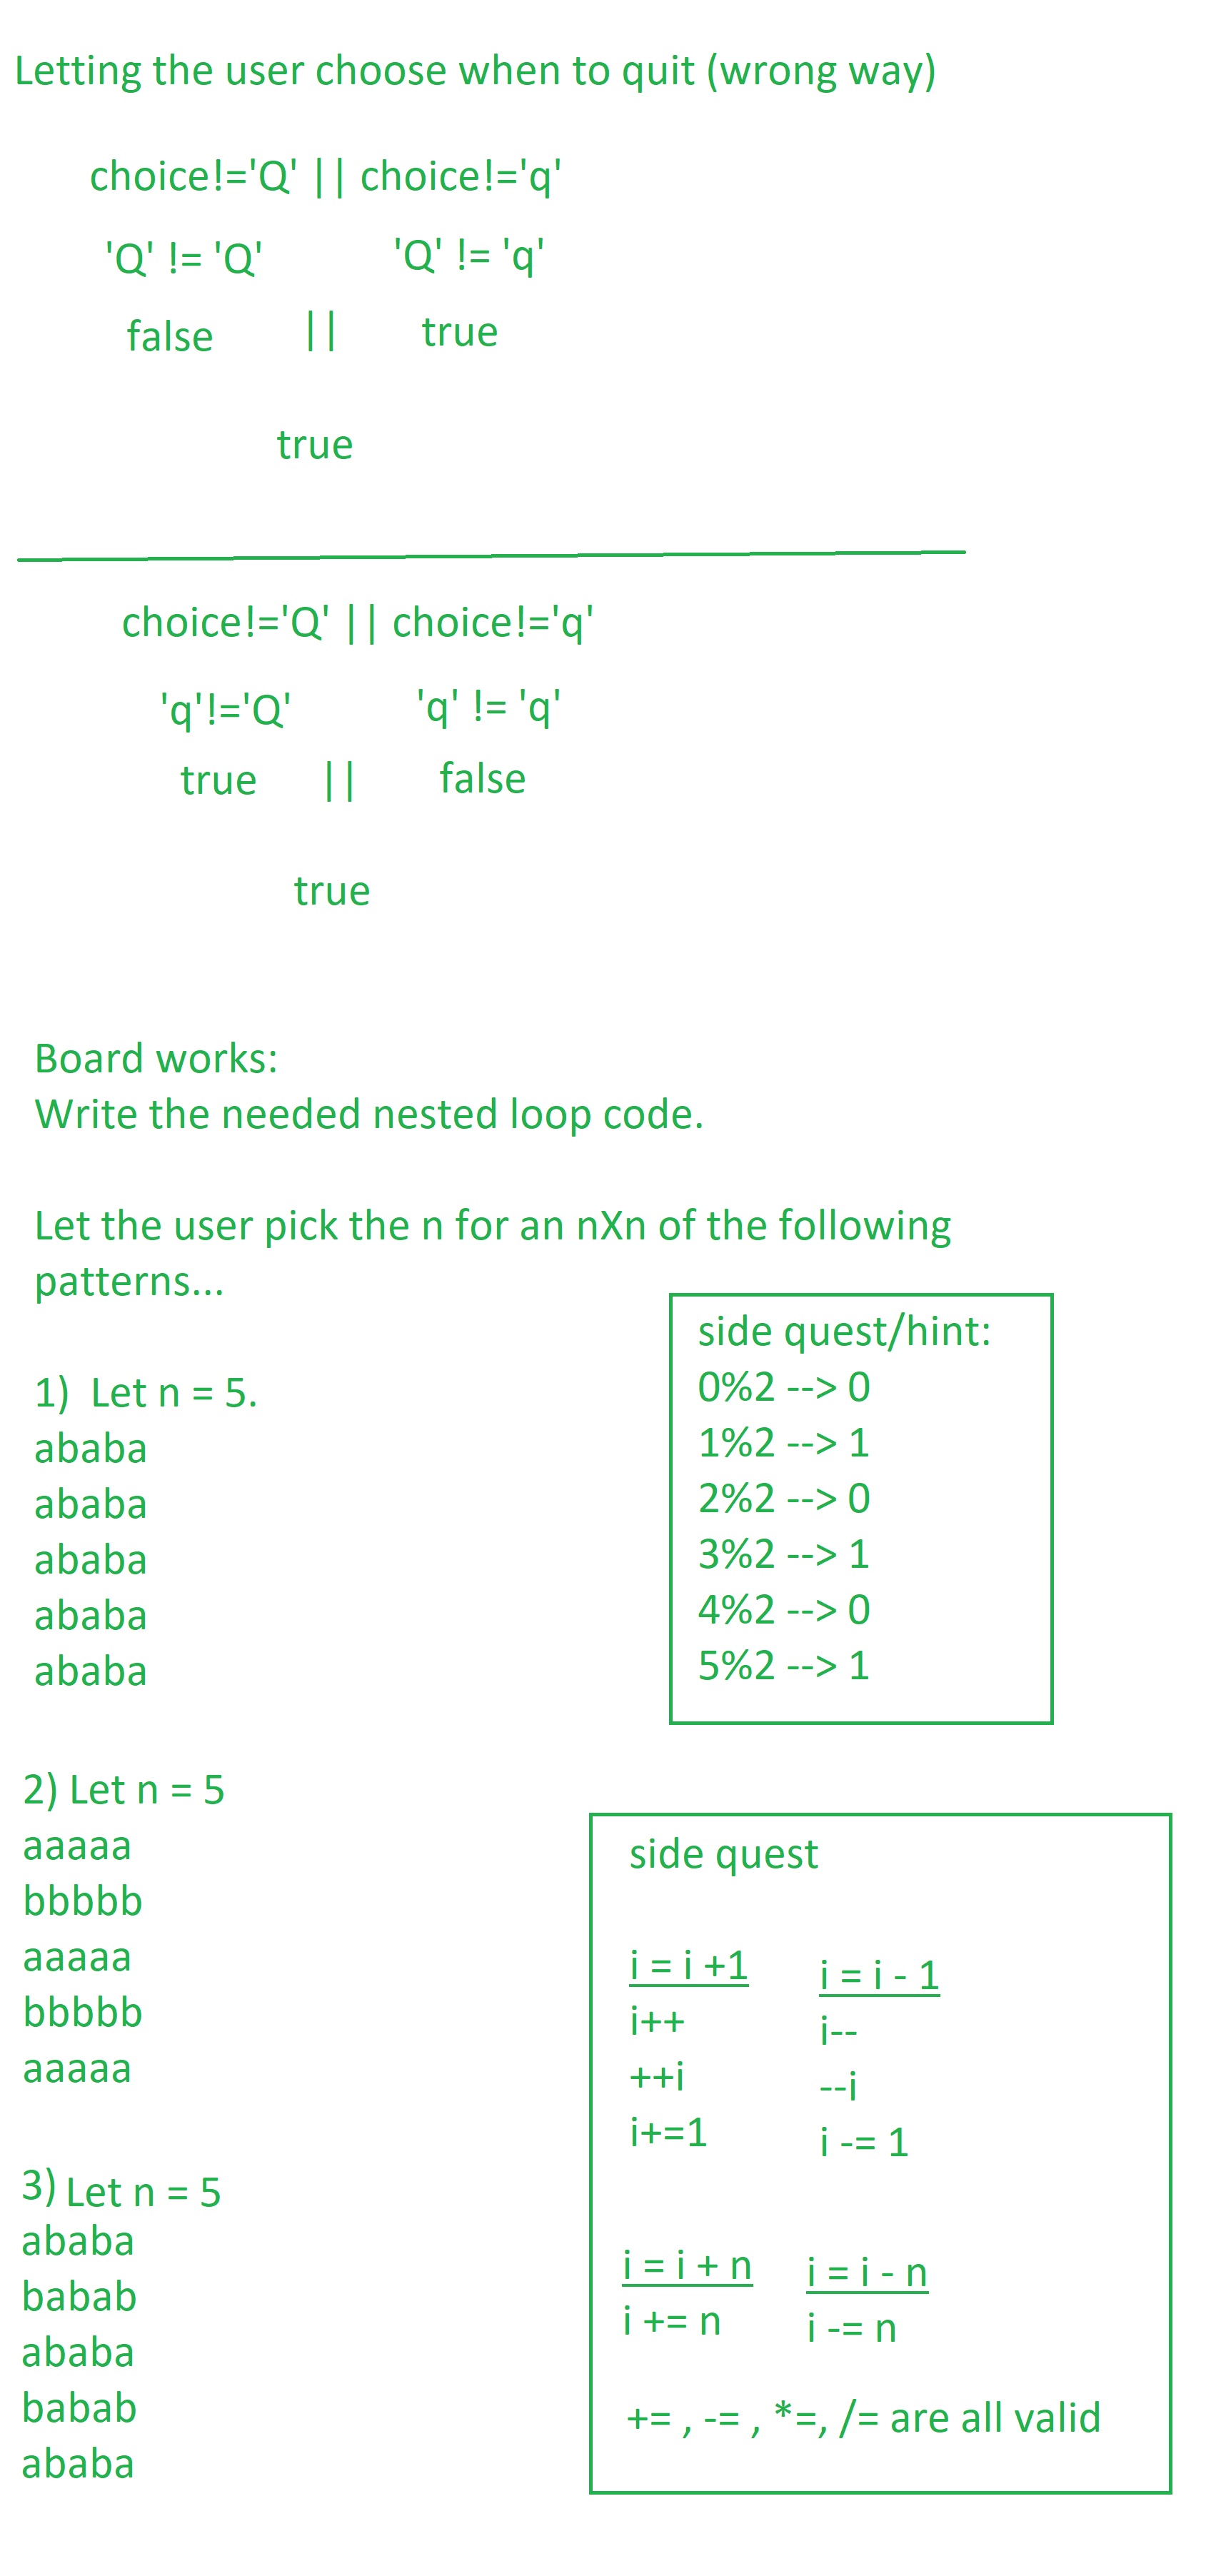 Letting the user choose when to quit (wrong way)
choice!='Q' || choice!='q'
'Q' != 'Q' 'Q' != 'q'
false || true
true
choice!='Q' || choice!='q'
'q'!='Q' 'q' != 'q'
true || false
true
Board works:
Write the needed nested loop code.
Let the user pick the n for an nXn of the following
patterns...
1) Let n = 5.
ababa
ababa
ababa
ababa
ababa
side quest/hint:
0%2 --> 0
1%2 --> 1
2%2 --> 0
3%2 --> 1
4%2 --> 0
5%2 --> 1
2) Let n = 5
aaaaa
bbbbb
aaaaa
bbbbb
aaaaa
3) Let n = 5
ababa
babab
ababa
babab
ababa
side quest
i = i +1
i++
++i
i+=1
i = i - 1
i--
--i
i -= 1
i = i + n
i += n
i = i - n
i -= n
+= , -= , *=, /= are all valid